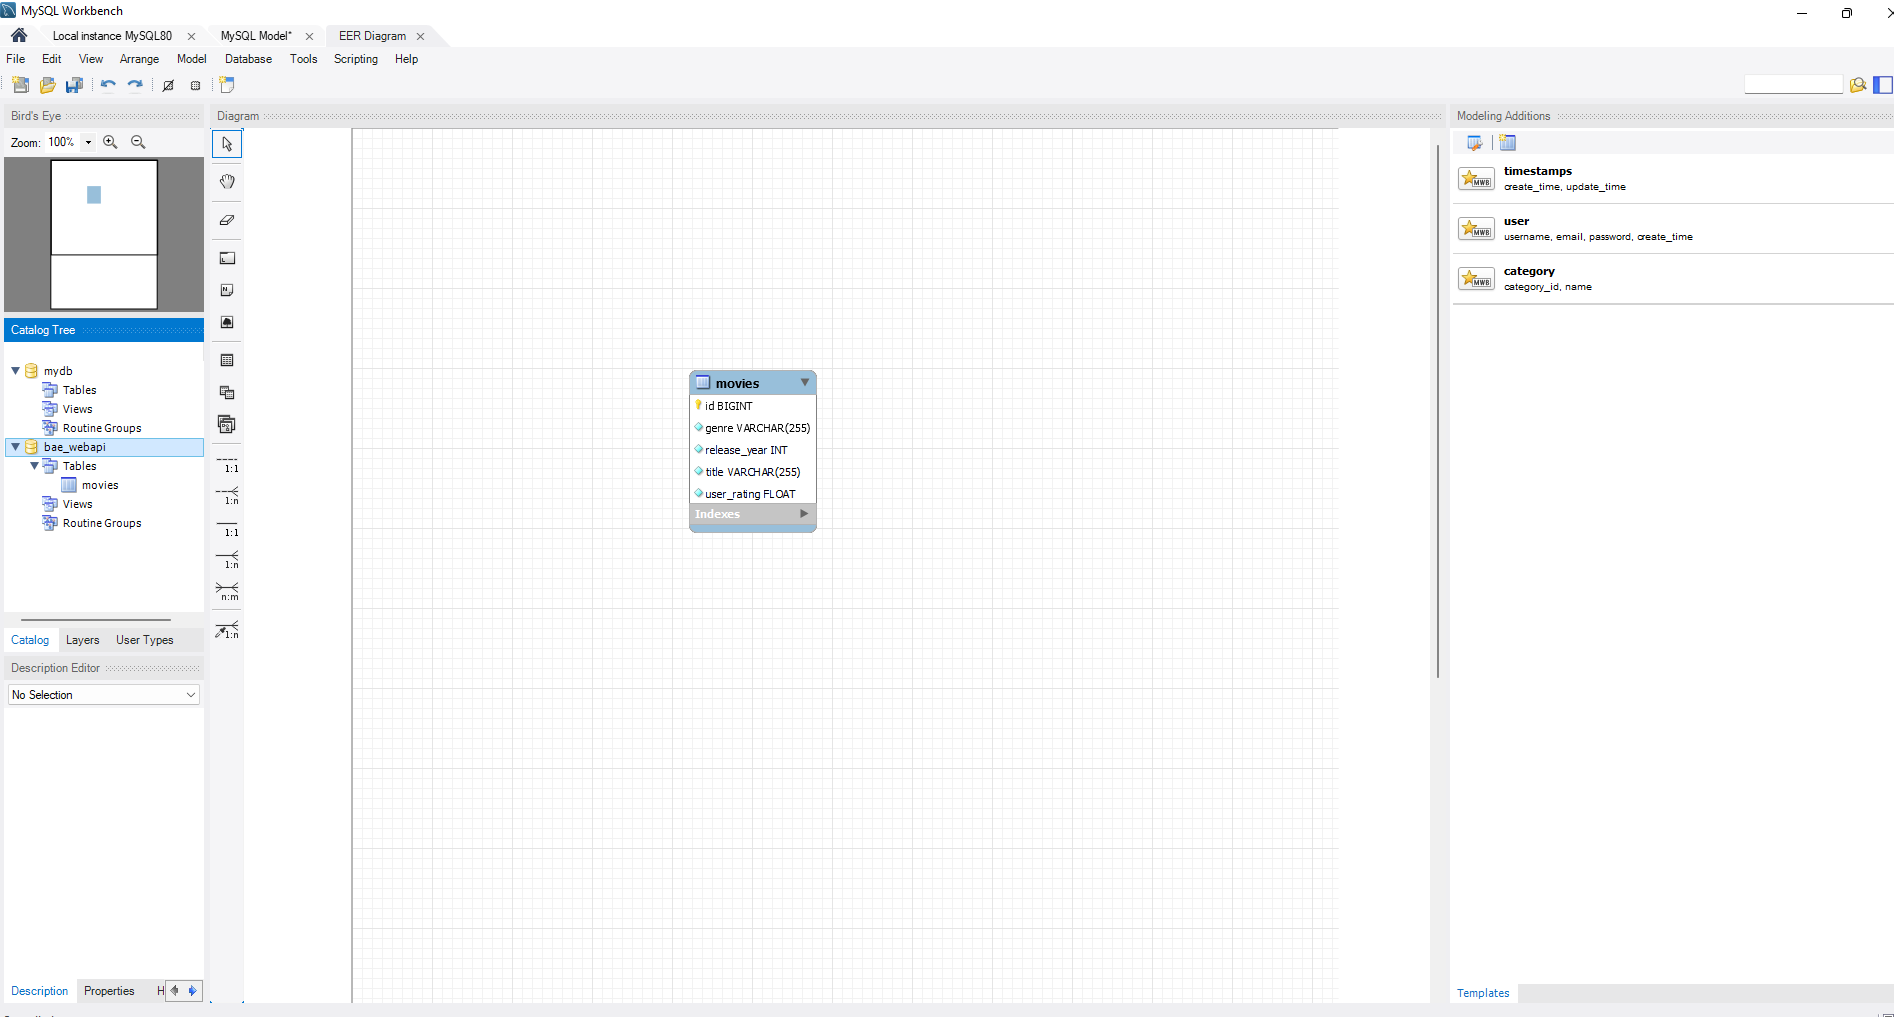 MySQL Workbench
Local instance MySQL80
MySQL Model*
EER Diagram
File Edit View Arrange Model Database Tools Scripting Help
Bird's Eye
Zoom: 100%
Catalog Tree
mydb
Tables
Views
Routine Groups
bae_webapi
Tables
movies
Views
Routine Groups
Catalog Layers User Types
Description Editor
No Selection
Description Properties H
Diagram
1:1
1:n
1:1
1:n
n:m
1:n
movies
id BIGINT
genre VARCHAR(255)
release_year INT
title VARCHAR(255)
user_rating FLOAT
Indexes
Modeling Additions
MWB
timestamps
create_time, update_time
MWB
user
username, email, password, create_time
MWB
category
category_id, name
Templates